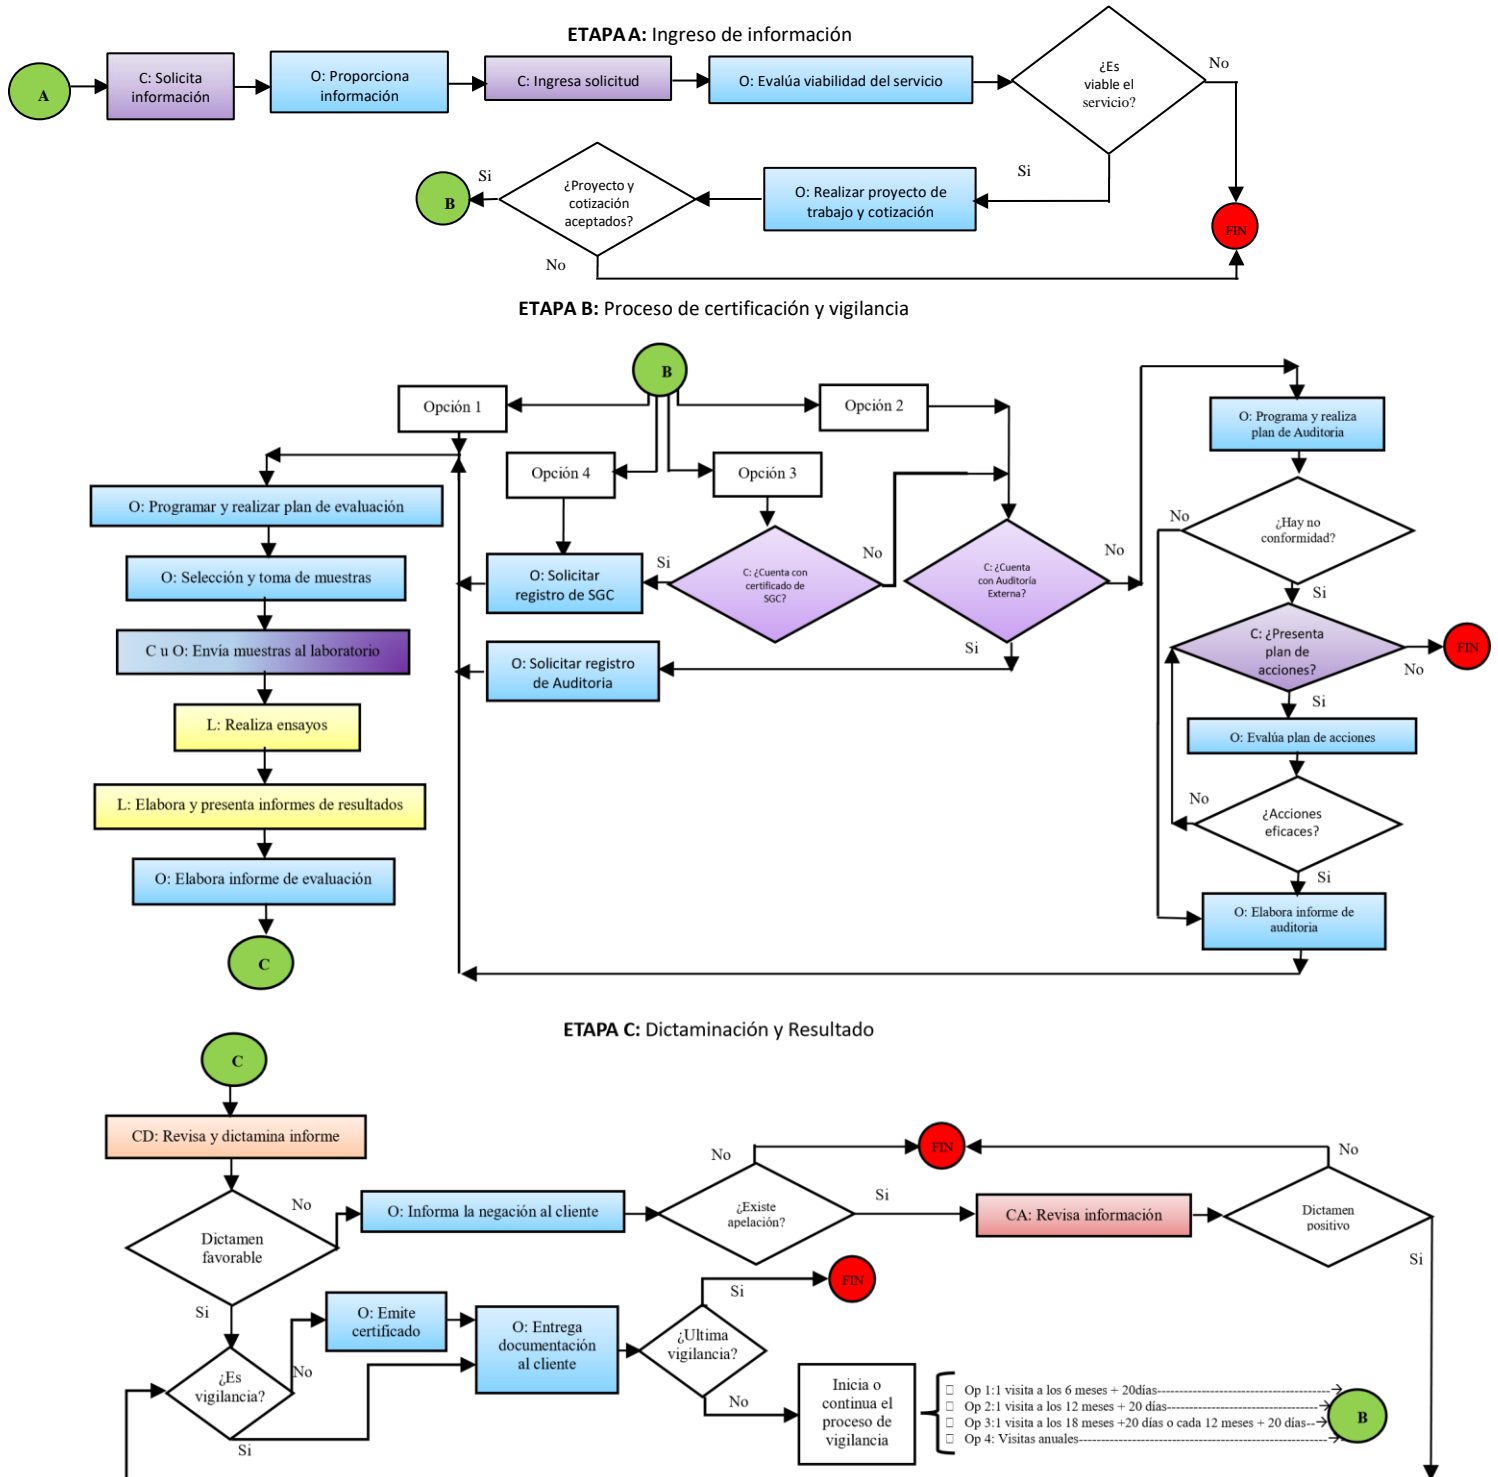 ETAPA A: Ingreso de información
A
C: Solicita
información
O: Proporciona
información
C: Ingresa solicitud
O: Evalúa viabilidad del servicio
¿Es
viable el
servicio?
No
Si
O: Realizar proyecto de
trabajo y cotización
¿Proyecto y
cotización
aceptados?
Si
B
No
FIN
ETAPA B: Proceso de certificación y vigilancia
B
Opción 1
Opción 2
Opción 4
Opción 3
O: Programar y realizar plan de evaluación
O: Selección y toma de muestras
C u O: Envía muestras al laboratorio
L: Realiza ensayos
L: Elabora y presenta informes de resultados
O: Elabora informe de evaluación
C
O: Solicitar
registro de SGC
Si
C: ¿Cuenta con
certificado de
SGC?
No
C: ¿Cuenta
con Auditoría
Externa?
No
Si
O: Solicitar registro
de Auditoria
O: Programa y realiza
plan de Auditoria
¿Hay no
conformidad?
No
Si
C: ¿Presenta
plan de
acciones?
No
FIN
Si
O: Evalúa plan de acciones
¿Acciones
eficaces?
No
Si
O: Elabora informe de
auditoria
ETAPA C: Dictaminación y Resultado
C
CD: Revisa y dictamina informe
Dictamen
favorable
No
O: Informa la negación al cliente
¿Existe
apelación?
No
FIN
Si
CA: Revisa información
Dictamen
positivo
No
Si
Si
¿Es
vigilancia?
No
Si
O: Emite
certificado
O: Entrega
documentación
al cliente
¿Ultima
vigilancia?
Si
FIN
No
Inicia o
continua el
proceso de
vigilancia
Op 1:1 visita a los 6 meses + 20días
Op 2:1 visita a los 12 meses + 20 días
Op 3:1 visita a los 18 meses +20 días o cada 12 meses + 20 días
Op 4: Visitas anuales
B